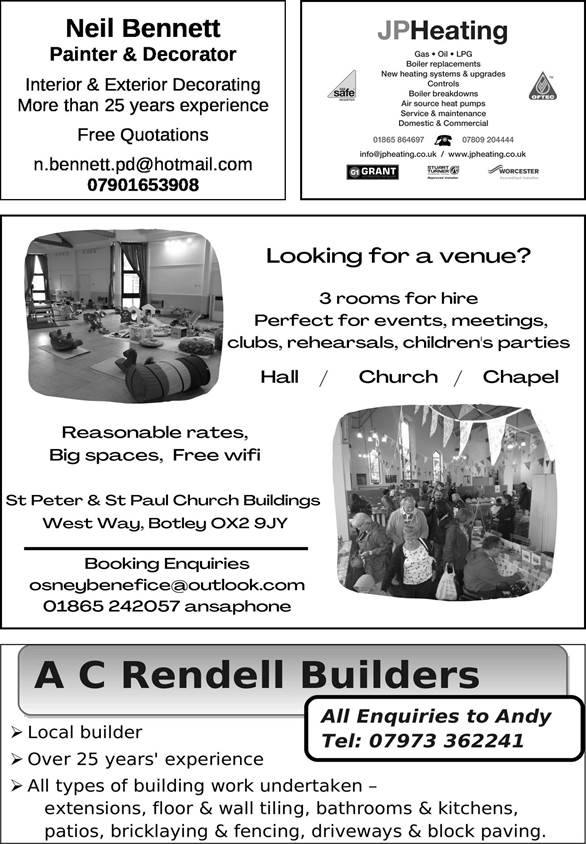 Neil Bennett
Painter & Decorator
Interior & Exterior Decorating
More than 25 years experience
Free Quotations
n.bennett.pd@hotmail.com
07901653908
JPHeating
Gas • Oil • LPG
Boiler replacements
New heating systems & upgrades
Controls
Boiler breakdowns
Air source heat pumps
Service & maintenance
Domestic & Commercial
safe
REGISTER
OFTEC
01865 864697 07809 204444
info@jpheating.co.uk / www.jpheating.co.uk
GRANT
STUART
TURNER
Approved Installer
WORCESTER
Accredited Installer
Looking for a venue?
3 rooms for hire
Perfect for events, meetings,
clubs, rehearsals, children's parties
Hall / Church / Chapel
Reasonable rates,
Big spaces, Free wifi
St Peter & St Paul Church Buildings
West Way, Botley OX2 9JY
Booking Enquiries
osneybenefice@outlook.com
01865 242057 ansaphone
A C Rendell Builders
All Enquiries to Andy
Tel: 07973 362241
➢ Local builder
➢ Over 25 years' experience
➢ All types of building work undertaken –
extensions, floor & wall tiling, bathrooms & kitchens,
patios, bricklaying & fencing, driveways & block paving.